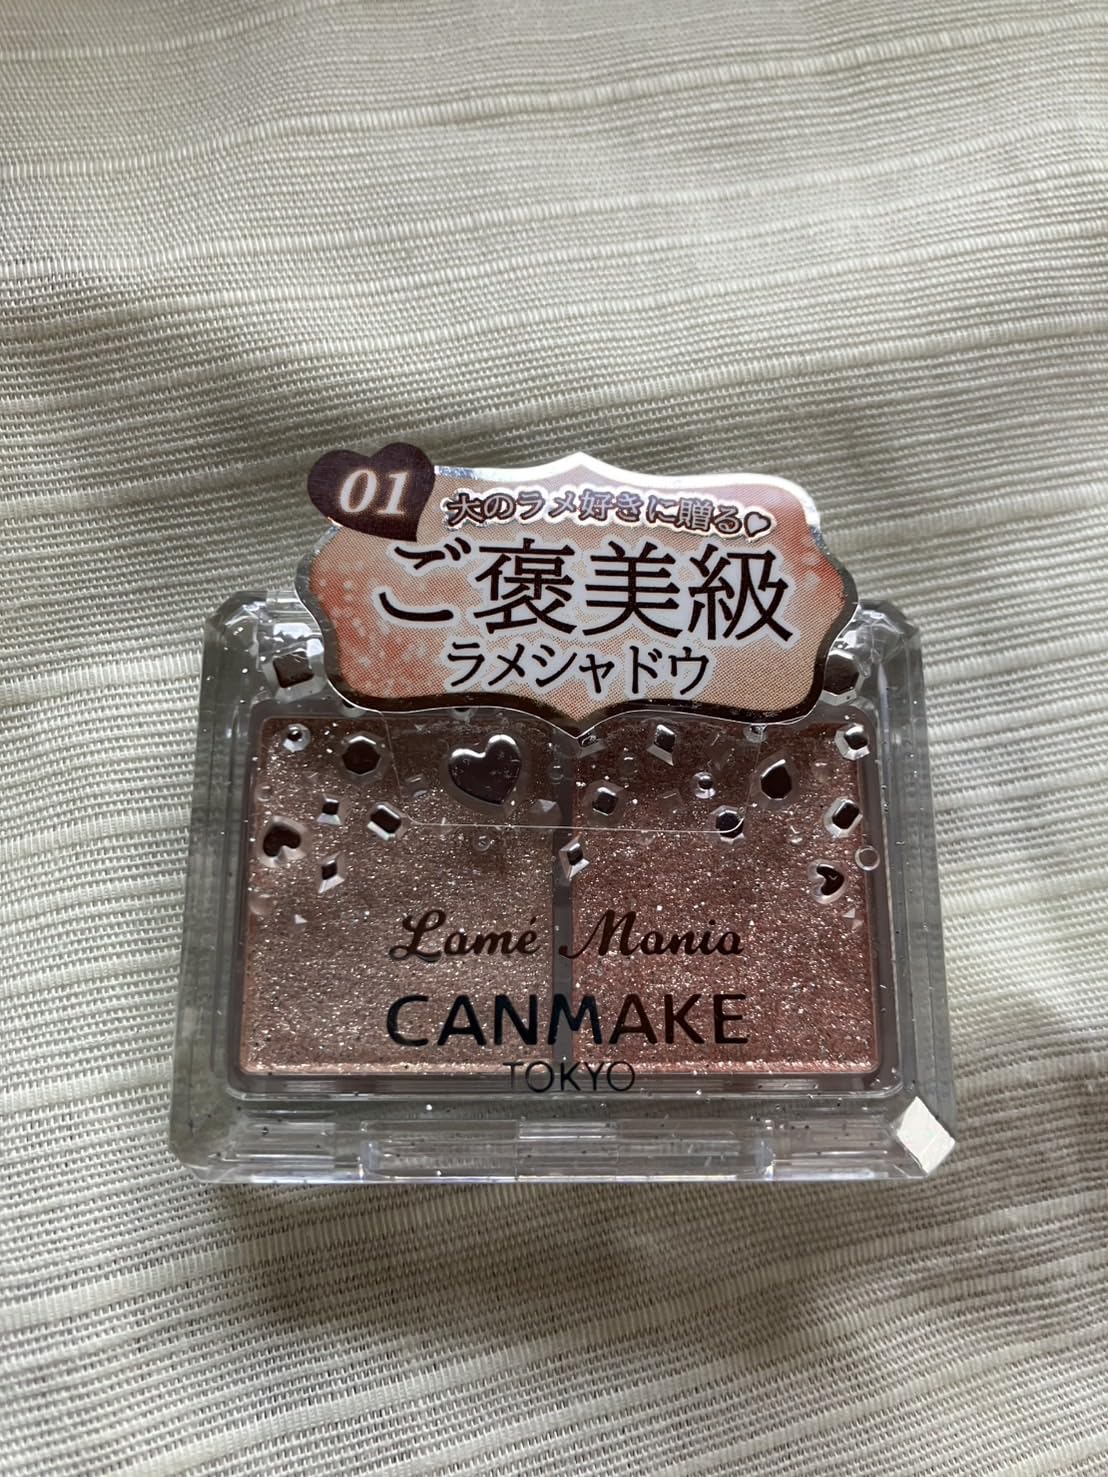 01
大のラメ好きに贈る♡
ご褒美級
ラメシャドウ
Lamé Mania
CANMAKE
TOKYO